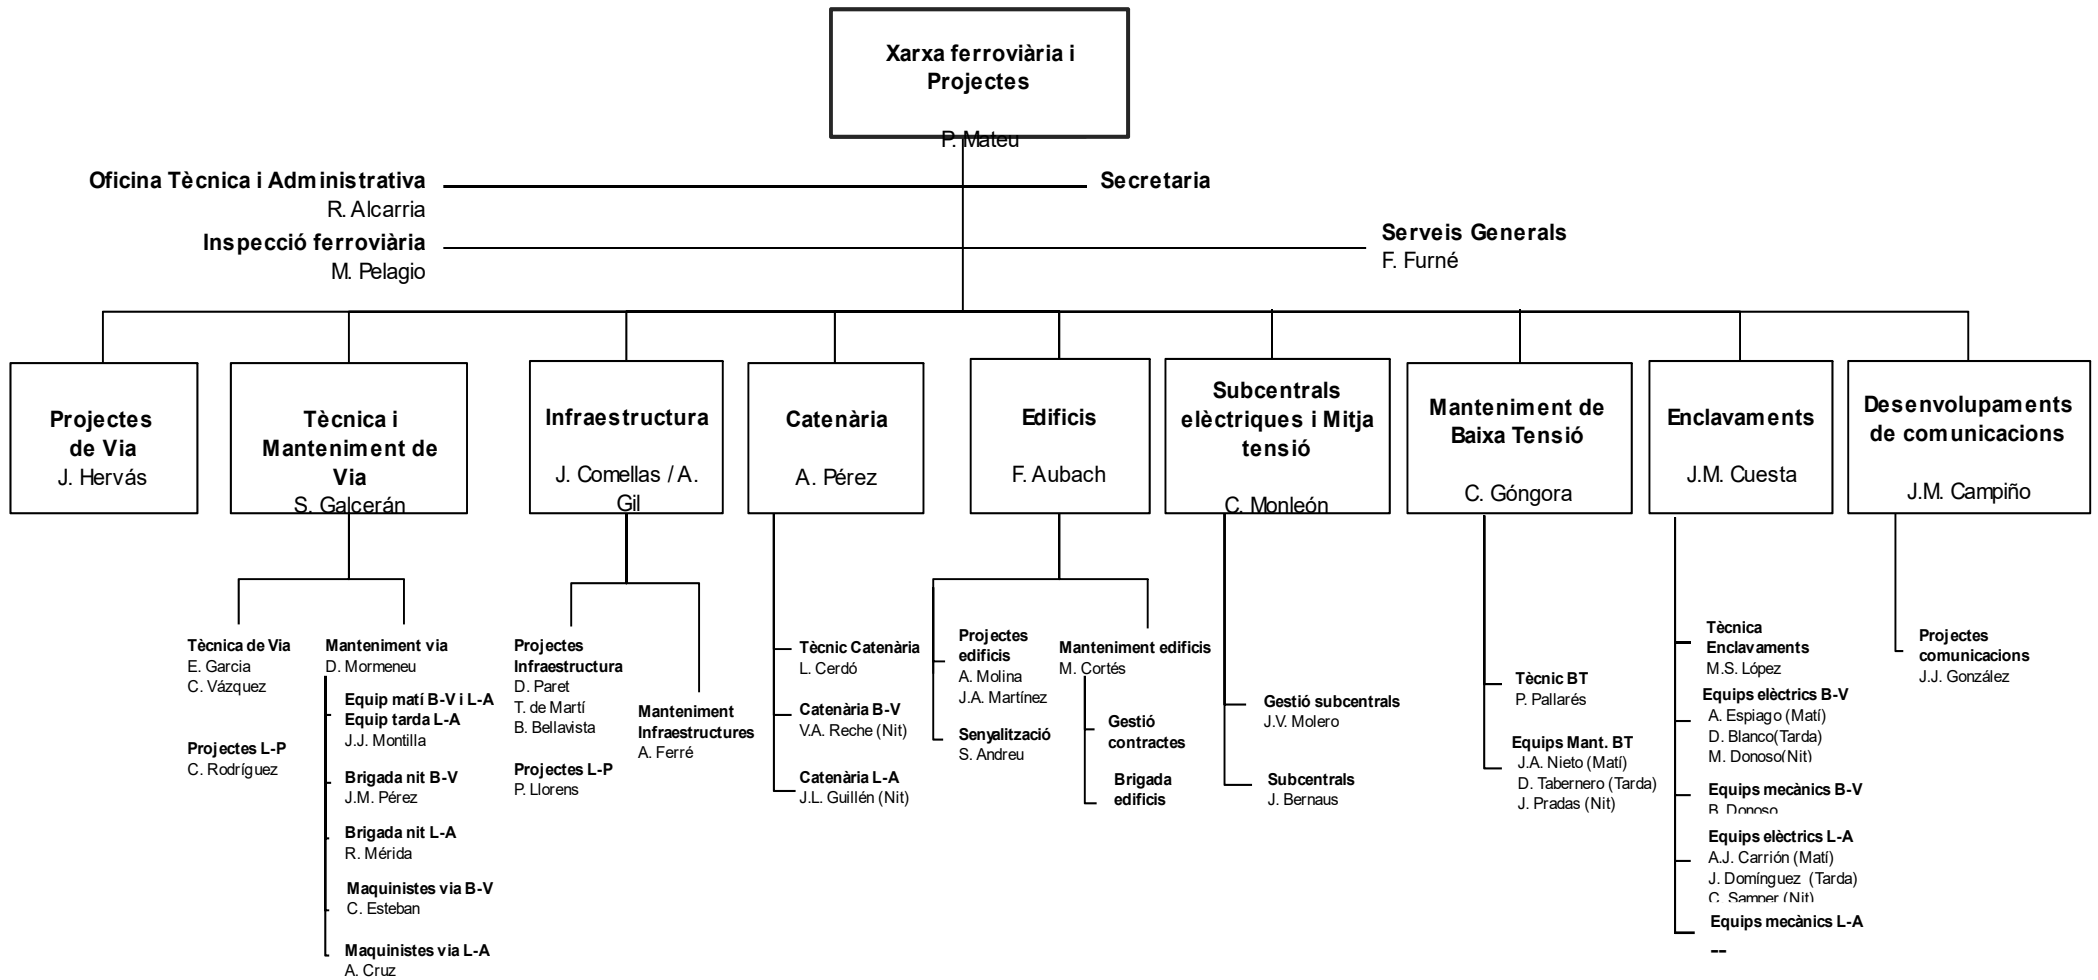 Xarxa ferroviària i
Projectes
P. Mateu
Oficina Tècnica i Administrativa
R. Alcarria
Secretaria
Inspecció ferroviària
M. Pelagio
Serveis Generals
F. Furné
Projectes
de Via
J. Hervás
Tècnica i
Manteniment de
Via
S. Galcerán
Infraestructura
J. Comellas / A.
Gil
Catenària
A. Pérez
Edificis
F. Aubach
Subcentrals
elèctriques i Mitja
tensió
C. Monleón
Manteniment de
Baixa Tensió
C. Góngora
Enclavaments
J.M. Cuesta
Desenvolupaments
de comunicacions
J.M. Campiño
Tècnica de Via
E. Garcia
C. Vázquez
Projectes L-P
C. Rodríguez
Manteniment via
D. Mormeneu
Equip matí B-V i L-A
Equip tarda L-A
J.J. Montilla
Brigada nit B-V
J.M. Pérez
Brigada nit L-A
R. Mérida
Maquinistes via B-V
C. Esteban
Maquinistes via L-A
A. Cruz
Projectes
Infraestructura
D. Paret
T. de Martí
B. Bellavista
Projectes L-P
P. Llorens
Manteniment
Infraestructures
A. Ferré
Tècnic Catenària
L. Cerdó
Catenària B-V
V.A. Reche (Nit)
Catenària L-A
J.L. Guillén (Nit)
Projectes
edificis
A. Molina
J.A. Martínez
Senyalització
S. Andreu
Manteniment edificis
M. Cortés
Gestió
contractes
Brigada
edificis
Gestió subcentrals
J.V. Molero
Subcentrals
J. Bernaus
Tècnic BT
P. Pallarés
Equips Mant. BT
J.A. Nieto (Matí)
D. Tabernero (Tarda)
J. Pradas (Nit)
Tècnica
Enclavaments
M.S. López
Equips elèctrics B-V
A. Espiago (Matí)
D. Blanco(Tarda)
M. Donoso(Nit)
Equips mecànics B-V
B. Donoso
Equips elèctrics L-A
A.J. Carrión (Matí)
J. Domínguez (Tarda)
C. Samper (Nit)
Equips mecànics L-A
--
Projectes
comunicacions
J.J. González